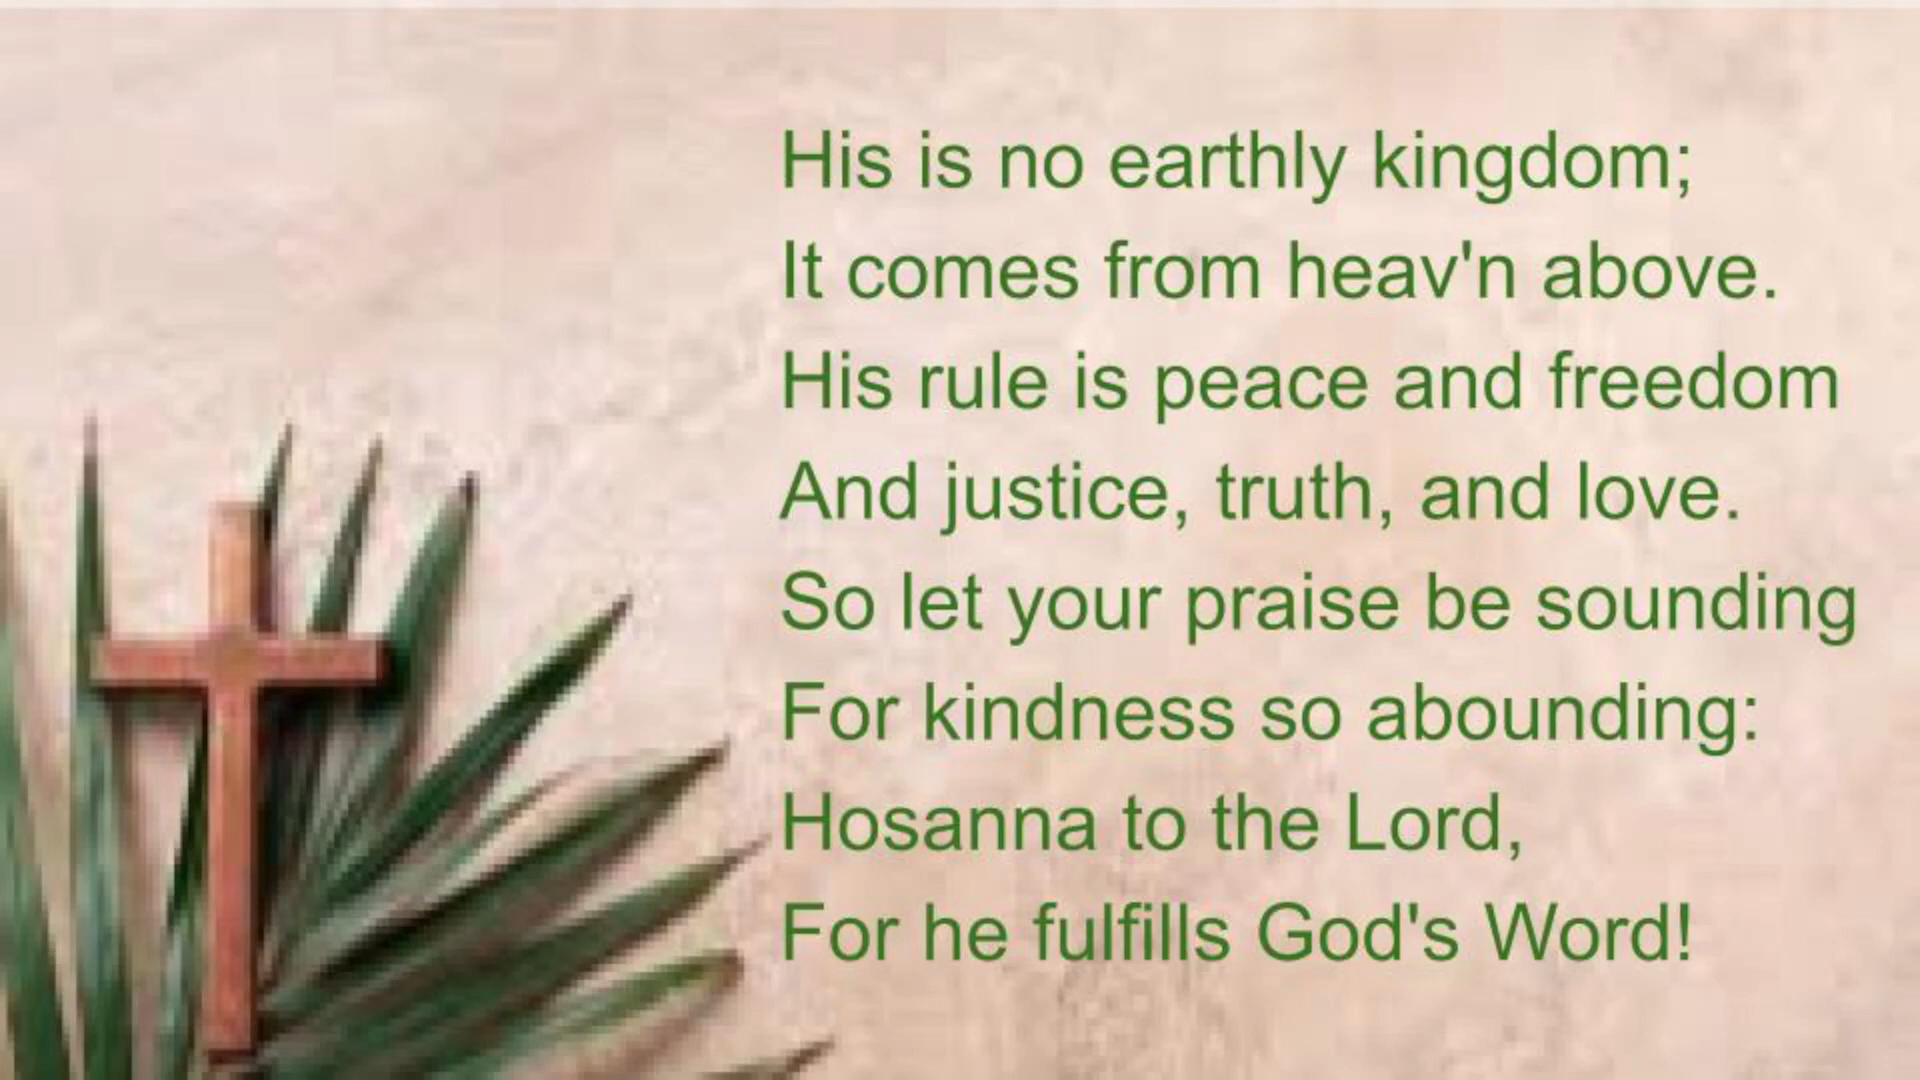 His is no earthly kingdom;
It comes from heav'n above.
His rule is peace and freedom
And justice, truth, and love.
So let your praise be sounding
For kindness so abounding:
Hosanna to the Lord,
For he fulfills God's Word!